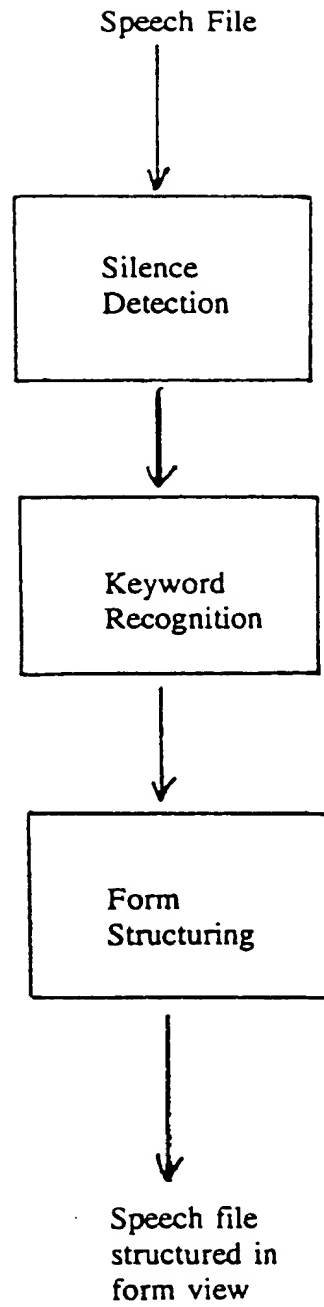 Speech File
Silence
Detection
Keyword
Recognition
Form
Structuring
Speech file
structured in
form view